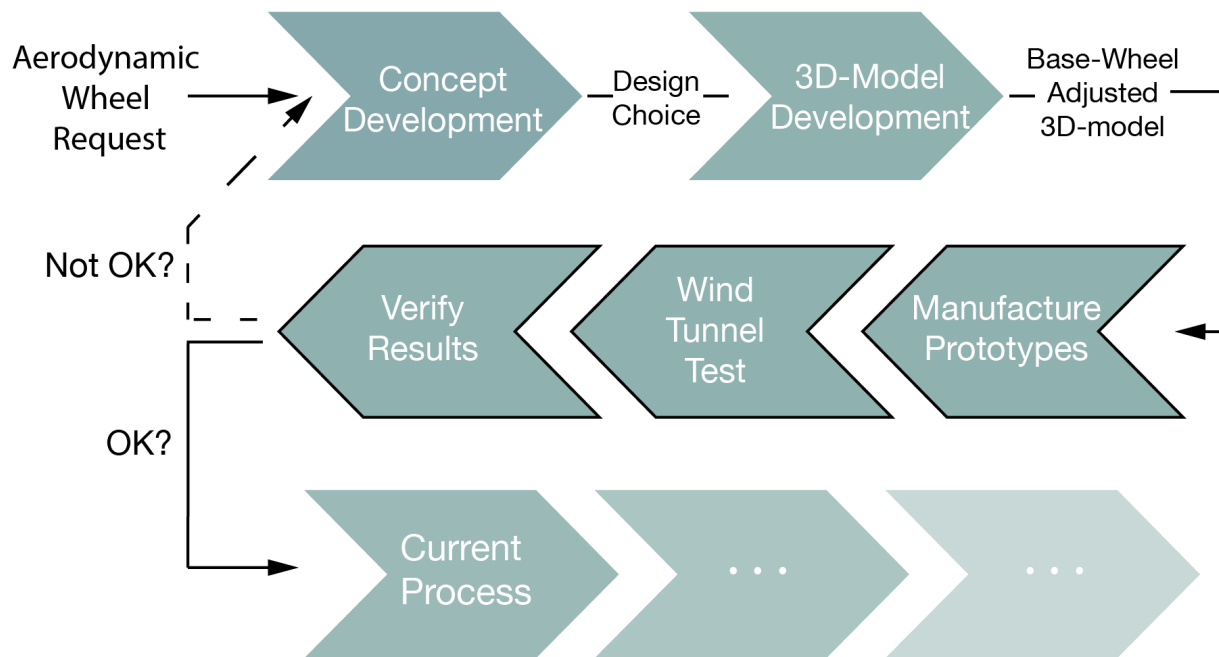 Aerodynamic
Wheel
Request
Concept
Development
Design
Choice
3D-Model
Development
Base-Wheel
Adjusted
3D-model
Not OK?
Verify
Results
Wind
Tunnel
Test
Manufacture
Prototypes
OK?
Current
Process
...
...